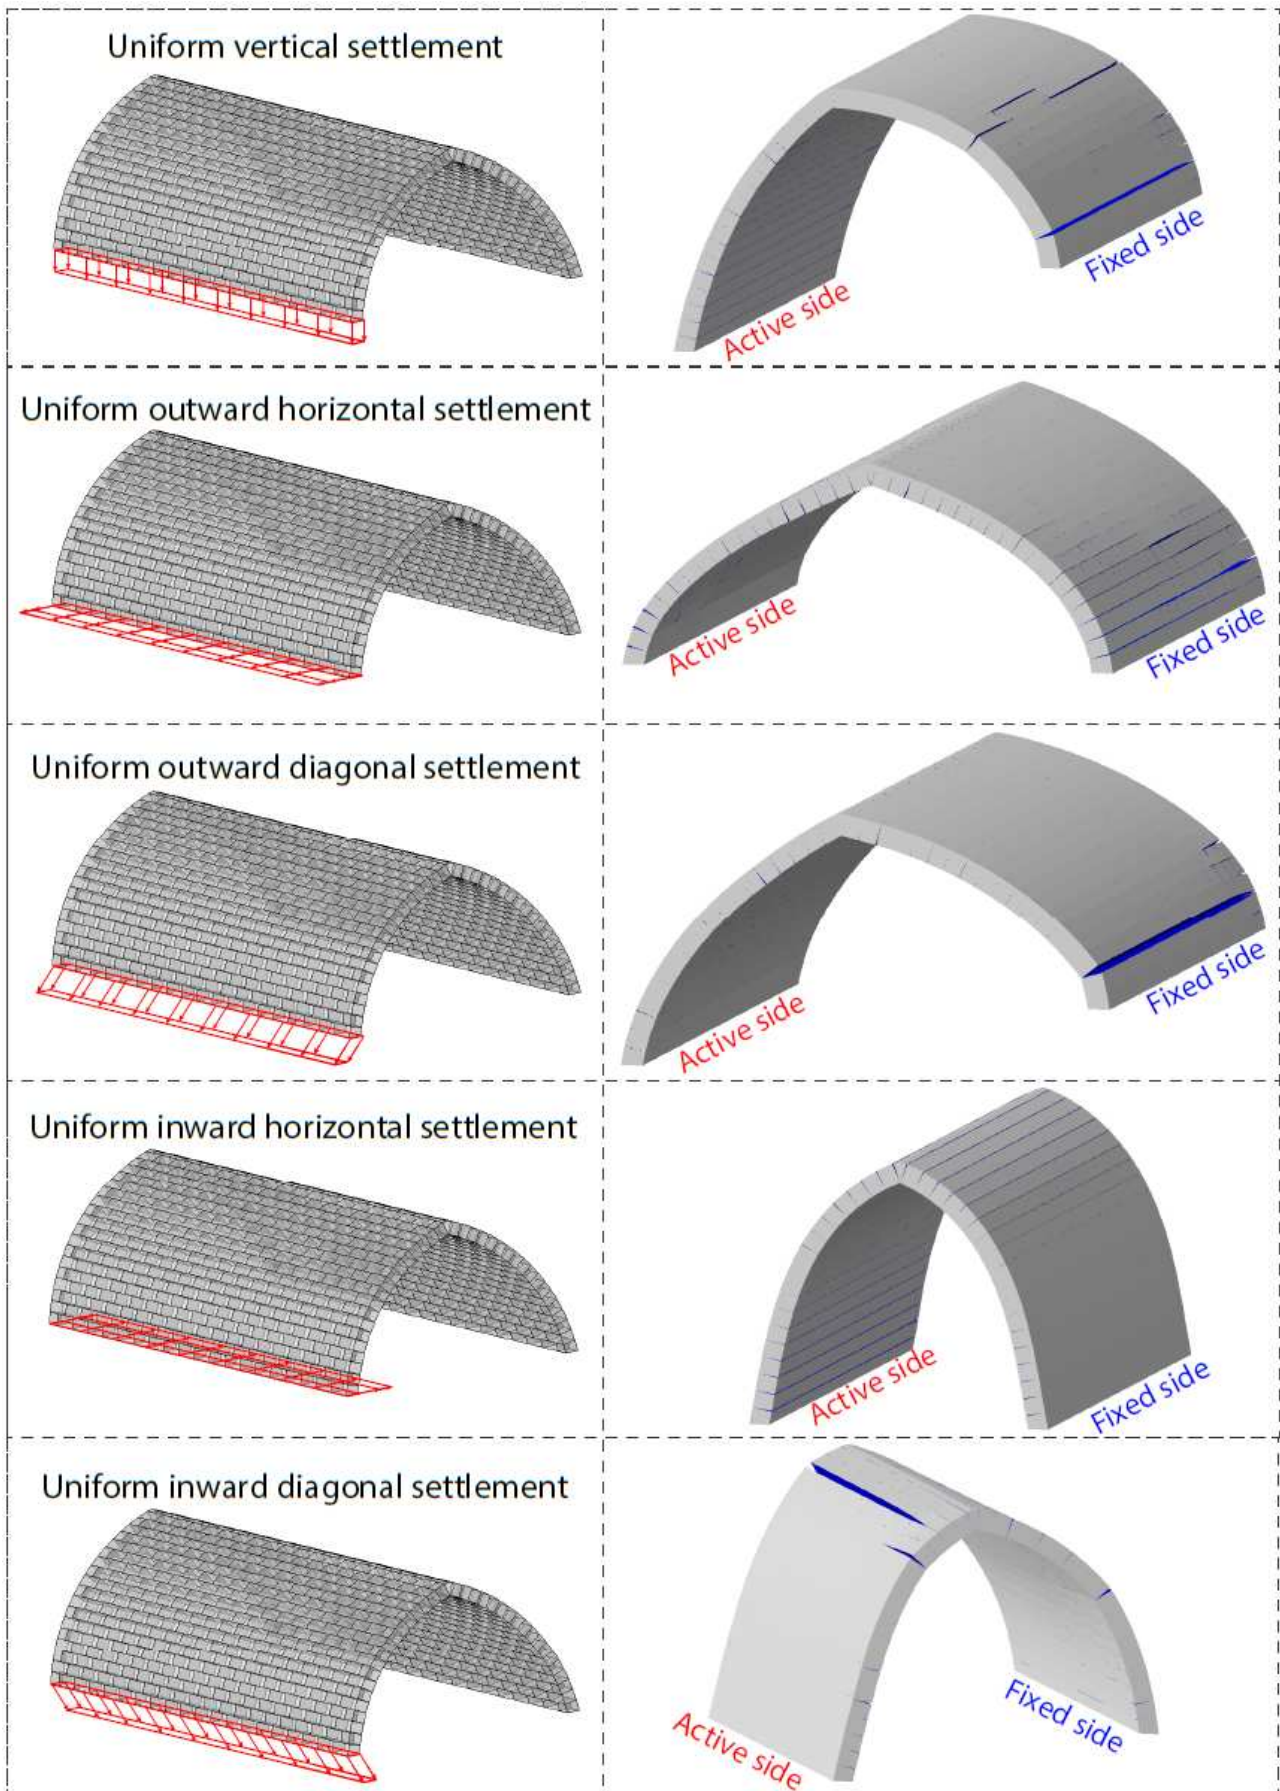 Uniform vertical settlement
Fixed side
Active side
Uniform outward horizontal settlement
Active side
Fixed side
Uniform outward diagonal settlement
Active side
Fixed side
Uniform inward horizontal settlement
Active side
Fixed side
Uniform inward diagonal settlement
Active side
Fixed side